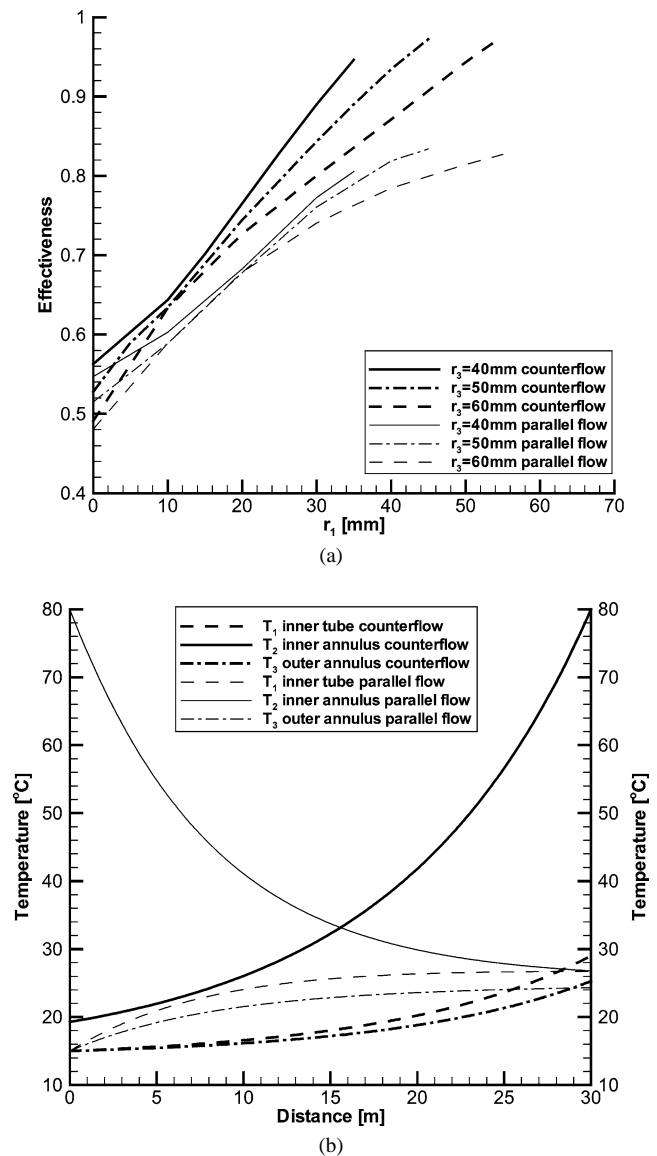 1
0.9
0.8
0.7
0.6
0.5
0.4
Effectiveness
r₃=40mm counterflow
r₃=50mm counterflow
r₃=60mm counterflow
r₃=40mm parallel flow
r₃=50mm parallel flow
r₃=60mm parallel flow
0 10 20 30 40 50 60 70
r₁ [mm]
(a)
T₁ inner tube counterflow
T₂ inner annulus counterflow
T₃ outer annulus counterflow
T₁ inner tube parallel flow
T₂ inner annulus parallel flow
T₃ outer annulus parallel flow
80 80
70 70
60 60
50 50
40 40
30 30
20 20
10 10
Temperature [°C]
Temperature [°C]
0 5 10 15 20 25 30
Distance [m]
(b)